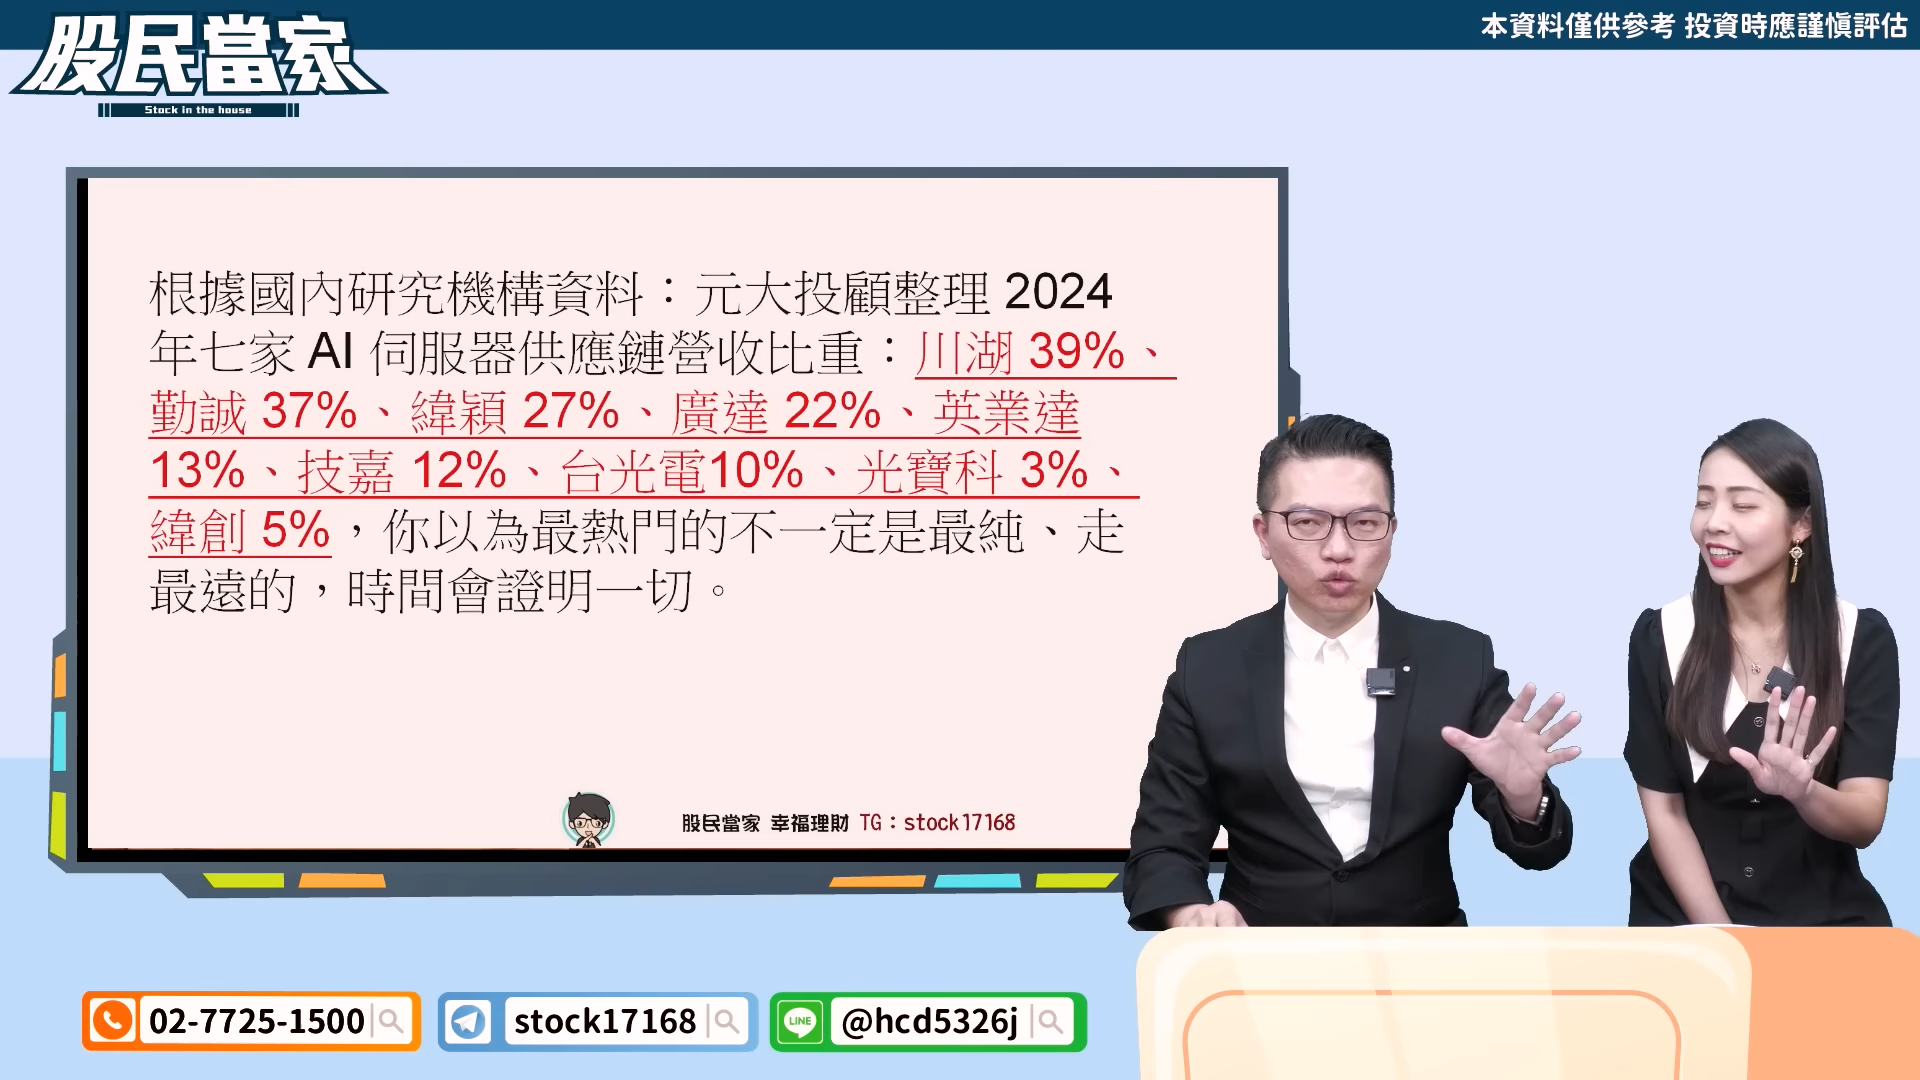 股民當家
Stock in the house
本資料僅供參考 投資時應謹慎評估
根據國內研究機構資料：元大投顧整理 2024
年七家 AI 伺服器供應鏈營收比重：川湖 39%、
勤誠 37%、緯穎 27%、廣達 22%、英業達
13%、技嘉 12%、台光電10%、光寶科 3%、
緯創 5%，你以為最熱門的不一定是最純、走
最遠的，時間會證明一切。
股民當家 幸福理財 TG：stock17168
02-7725-1500
stock17168
LINE
@hcd5326j